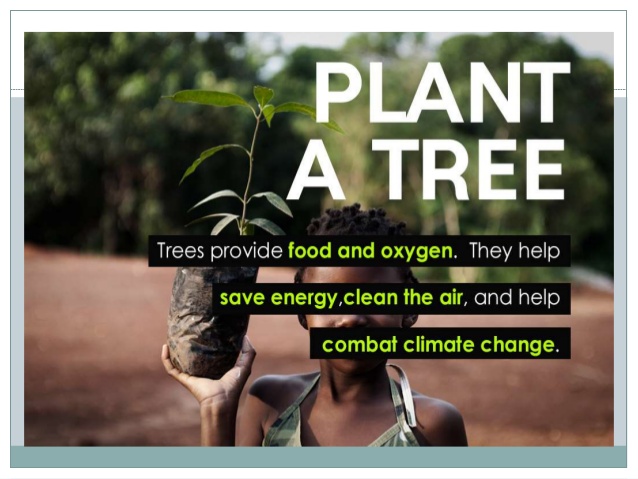 PLANT
A TREE
Trees provide food and oxygen. They help
save energy,clean the air, and help
combat climate change.